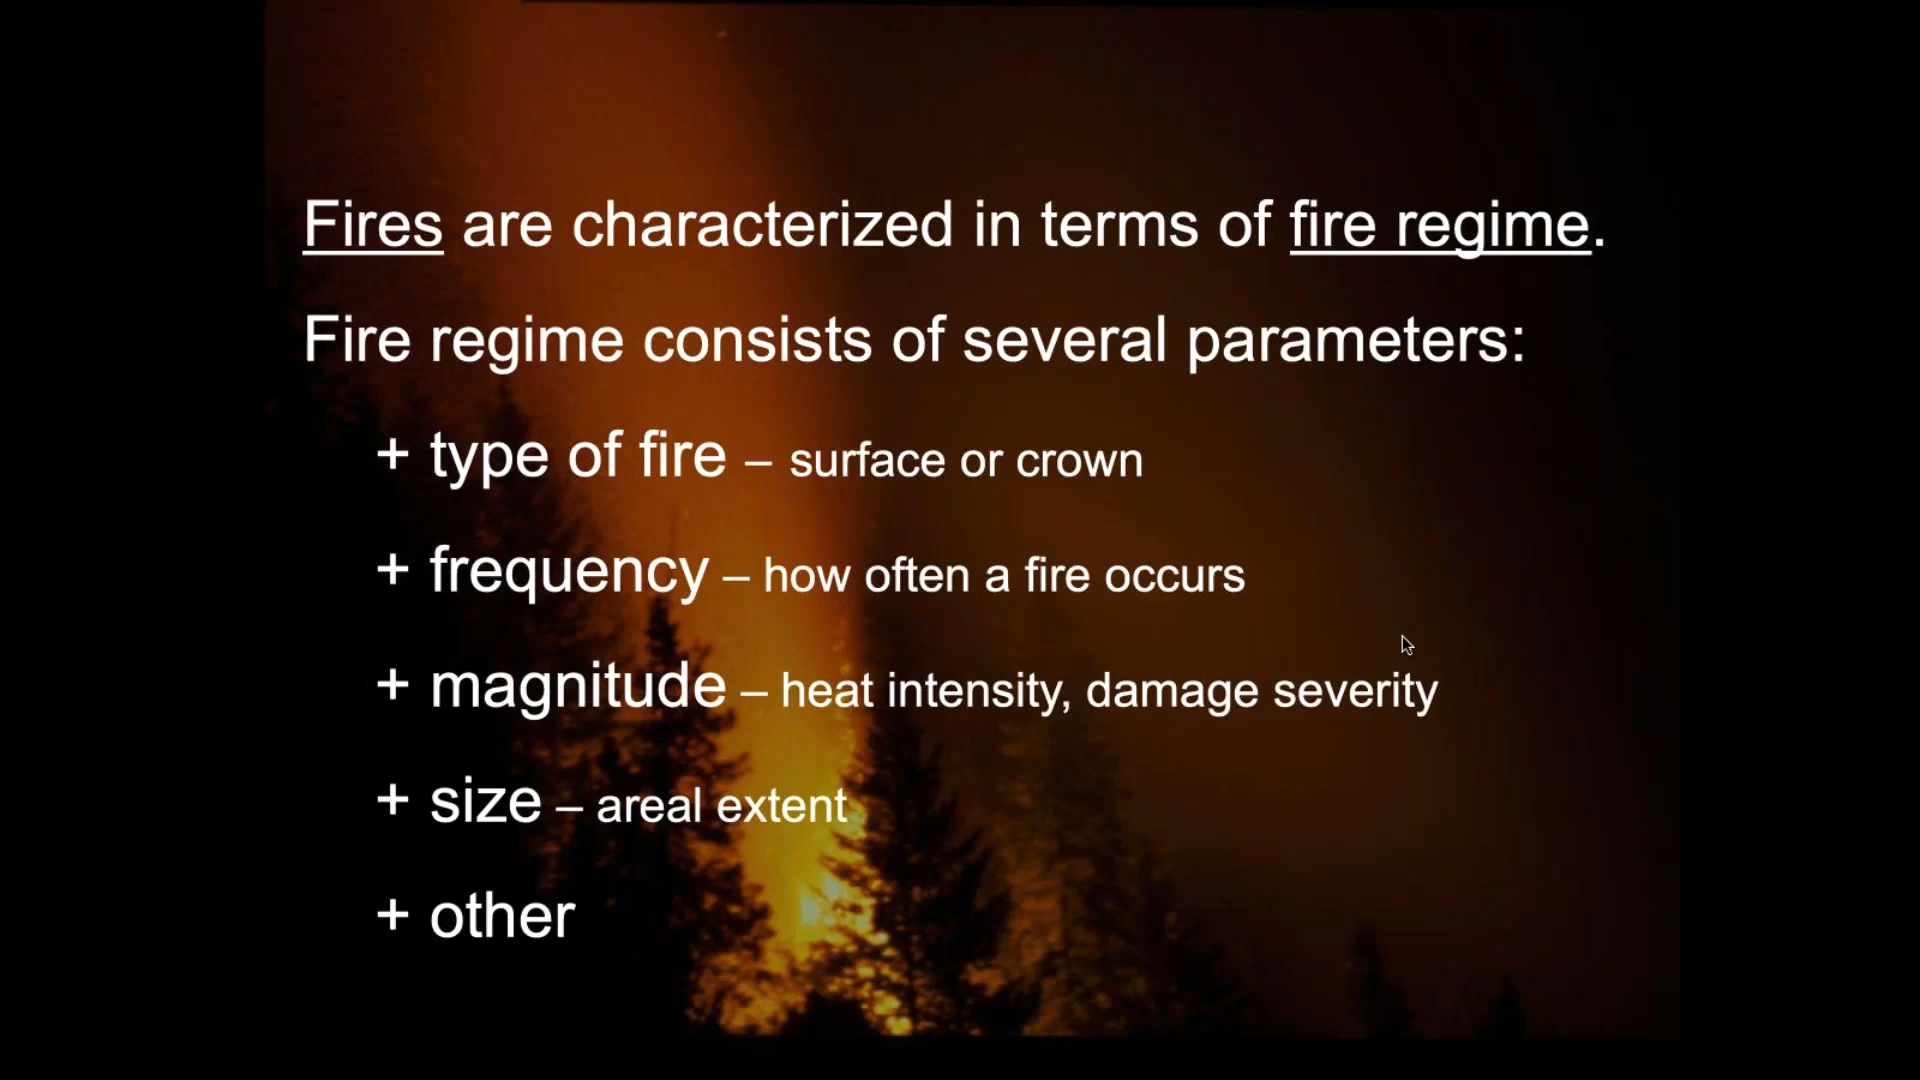 Fires are characterized in terms of fire regime.
Fire regime consists of several parameters:
+ type of fire – surface or crown
+ frequency – how often a fire occurs
+ magnitude – heat intensity, damage severity
+ size – areal extent
+ other